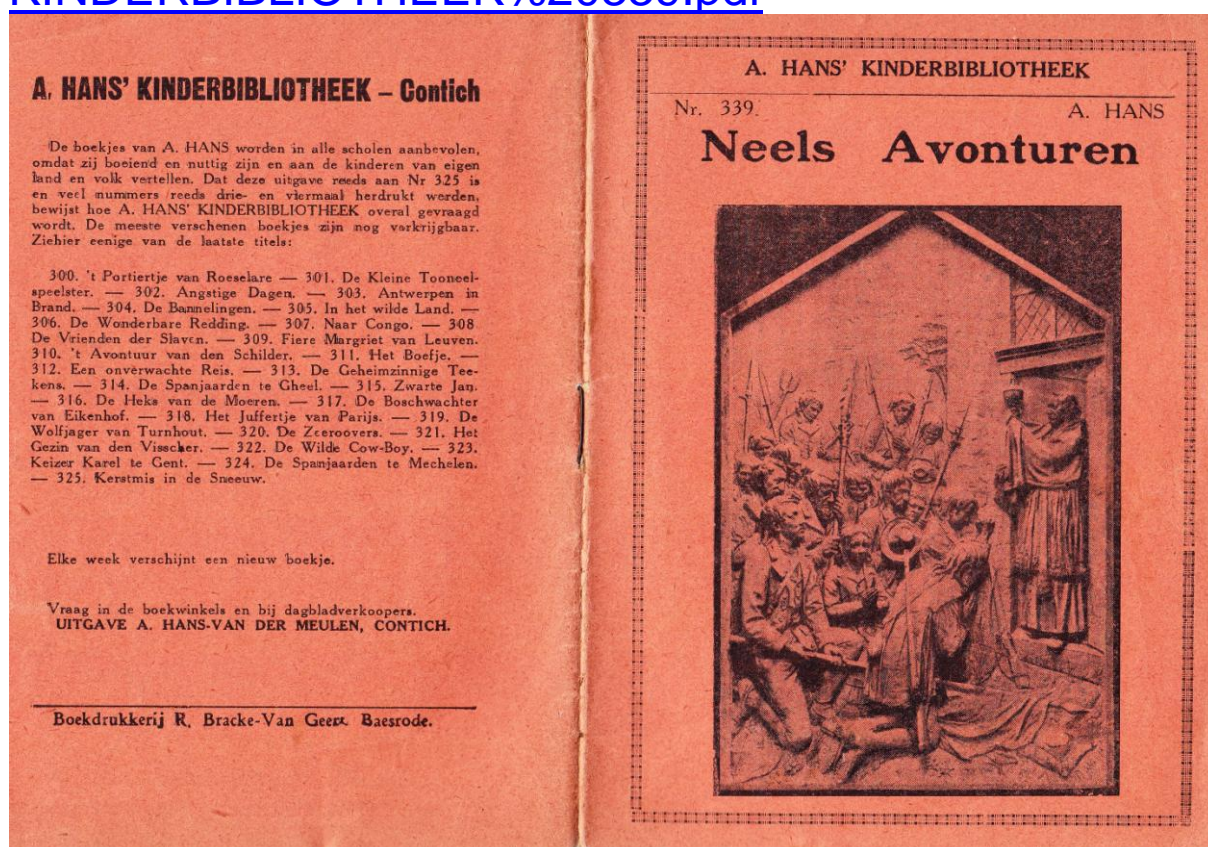 KINDERBIBLIOTHEEK%20339.pdf
A. HANS' KINDERBIBLIOTHEEK – Contich
De boekjes van A. HANS worden in alle scholen aanbevolen,
omdat zij boeiend en nuttig zijn en aan de kinderen van eigen
land en volk vertellen. Dat deze uitgave reeds aan Nr 325 is
en veel nummers reeds drie- en viermaal herdrukt werden,
bewijst hoe A. HANS' KINDERBIBLIOTHEEK overal gevraagd
wordt. De meeste verschenen boekjes zijn nog verkrijgbaar.
Ziehier eenige van de laatste titels:
300. 't Portiertje van Roeselare — 301. De Kleine Tooneel-
speelster. — 302. Angstige Dagen. — 303. Antwerpen in
Brand. — 304. De Bannelingen. — 305. In het wilde Land. —
306. De Wonderbare Redding. — 307. Naar Congo. — 308
De Vrienden der Slaven. — 309. Fiere Margriet van Leuven.
310. 't Avontuur van den Schilder. — 311. Het Boefje. —
312. Een onverwachte Reis. — 313. De Geheimzinnige Tee-
kens. — 314. De Spanjaarden te Gheel. — 315. Zwarte Jan.
— 316. De Heks van de Moeren. — 317. De Boschwachter
van Eikenhof. — 318. Het Juffertje van Parijs. — 319. De
Wolfjager van Turnhout. — 320. De Zeeroovers. — 321. Het
Gezin van den Visscher. — 322. De Wilde Cow-Boy. — 323.
Keizer Karel te Gent. — 324. De Spanjaarden te Mechelen.
— 325. Kerstmis in de Sneeuw.
Elke week verschijnt een nieuw boekje.
Vraag in de boekwinkels en bij dagbladverkoopers.
UITGAVE A. HANS-VAN DER MEULEN, CONTICH.
Boekdrukkerij R. Bracke-Van Geert Baesrode.
A. HANS' KINDERBIBLIOTHEEK
Nr. 339. A. HANS
Neels Avonturen